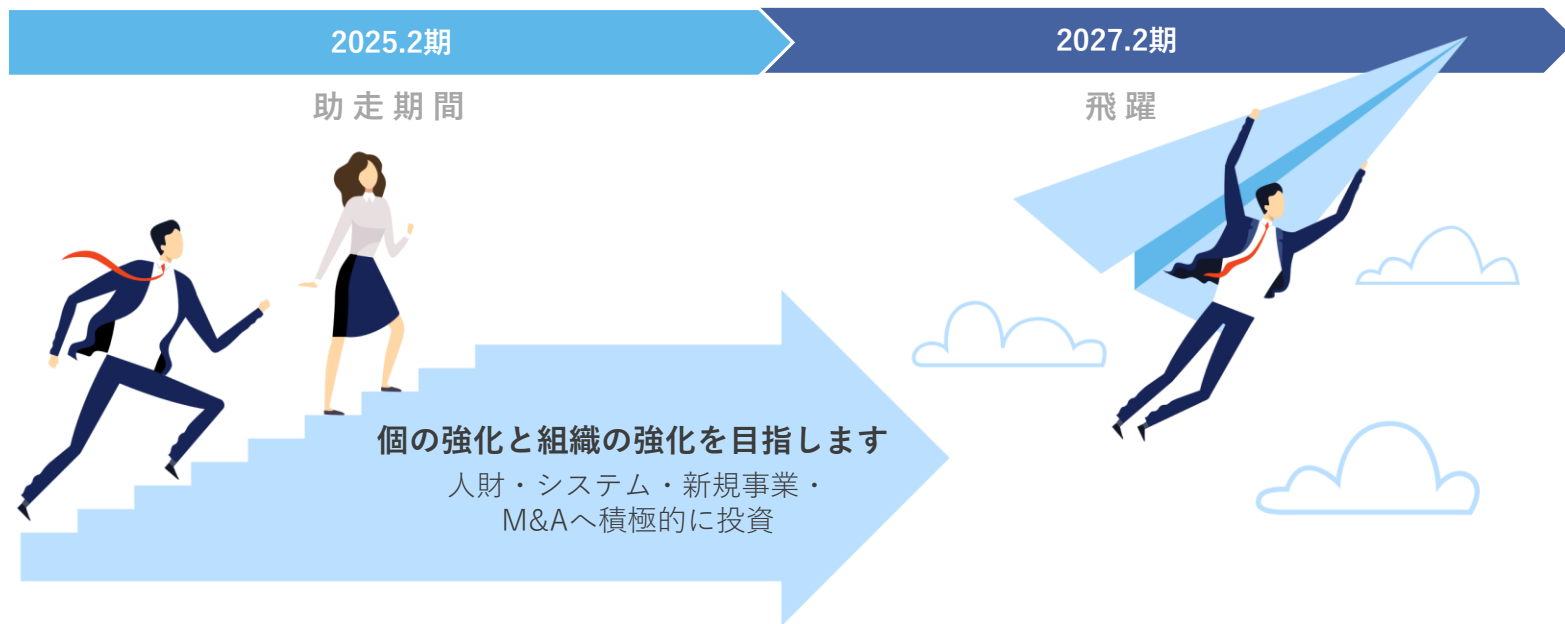 2025.2期
2027.2期
助走期間
飛躍
個の強化と組織の強化を目指します
人財・システム・新規事業・
M&Aへ積極的に投資